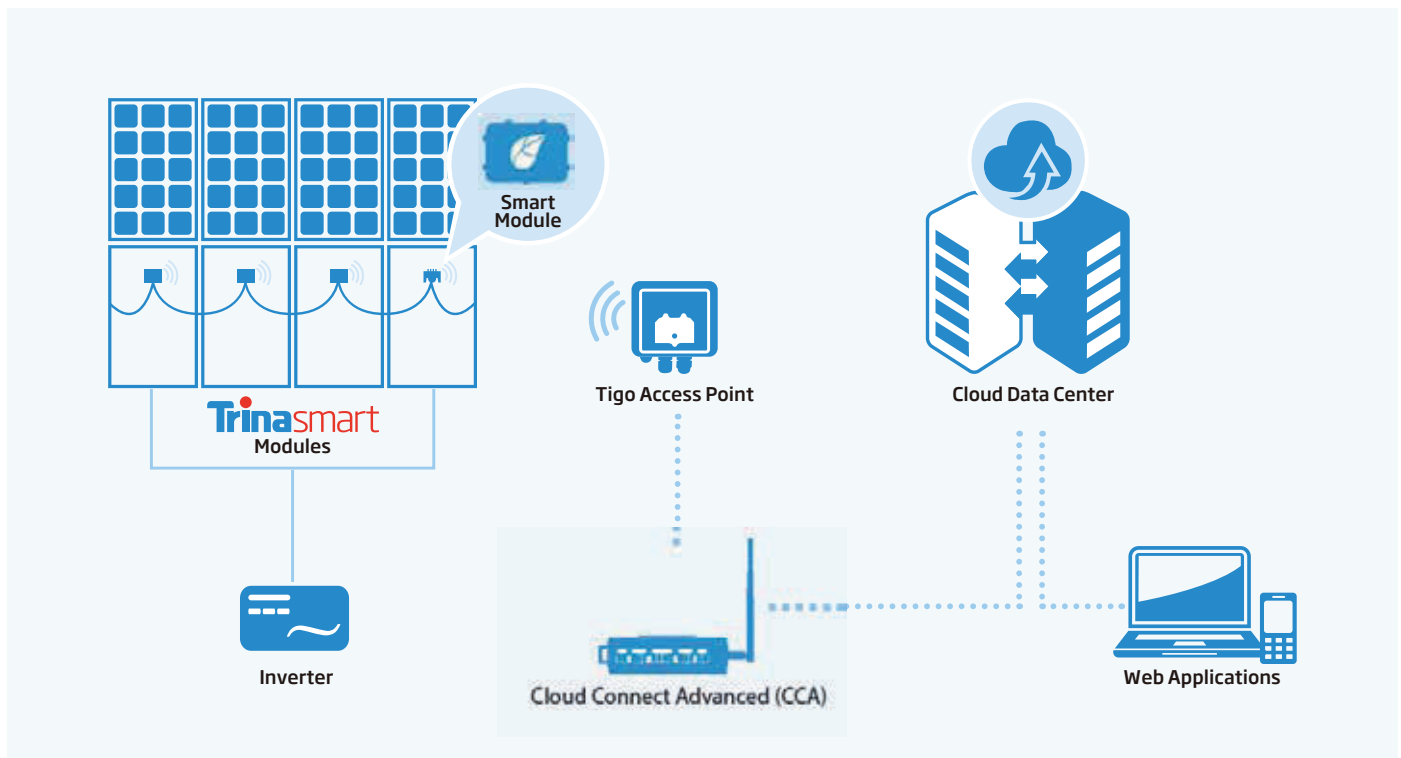 Smart
Module
Trinasmart
Modules
Tigo Access Point
Cloud Data Center
Inverter
Cloud Connect Advanced (CCA)
Web Applications